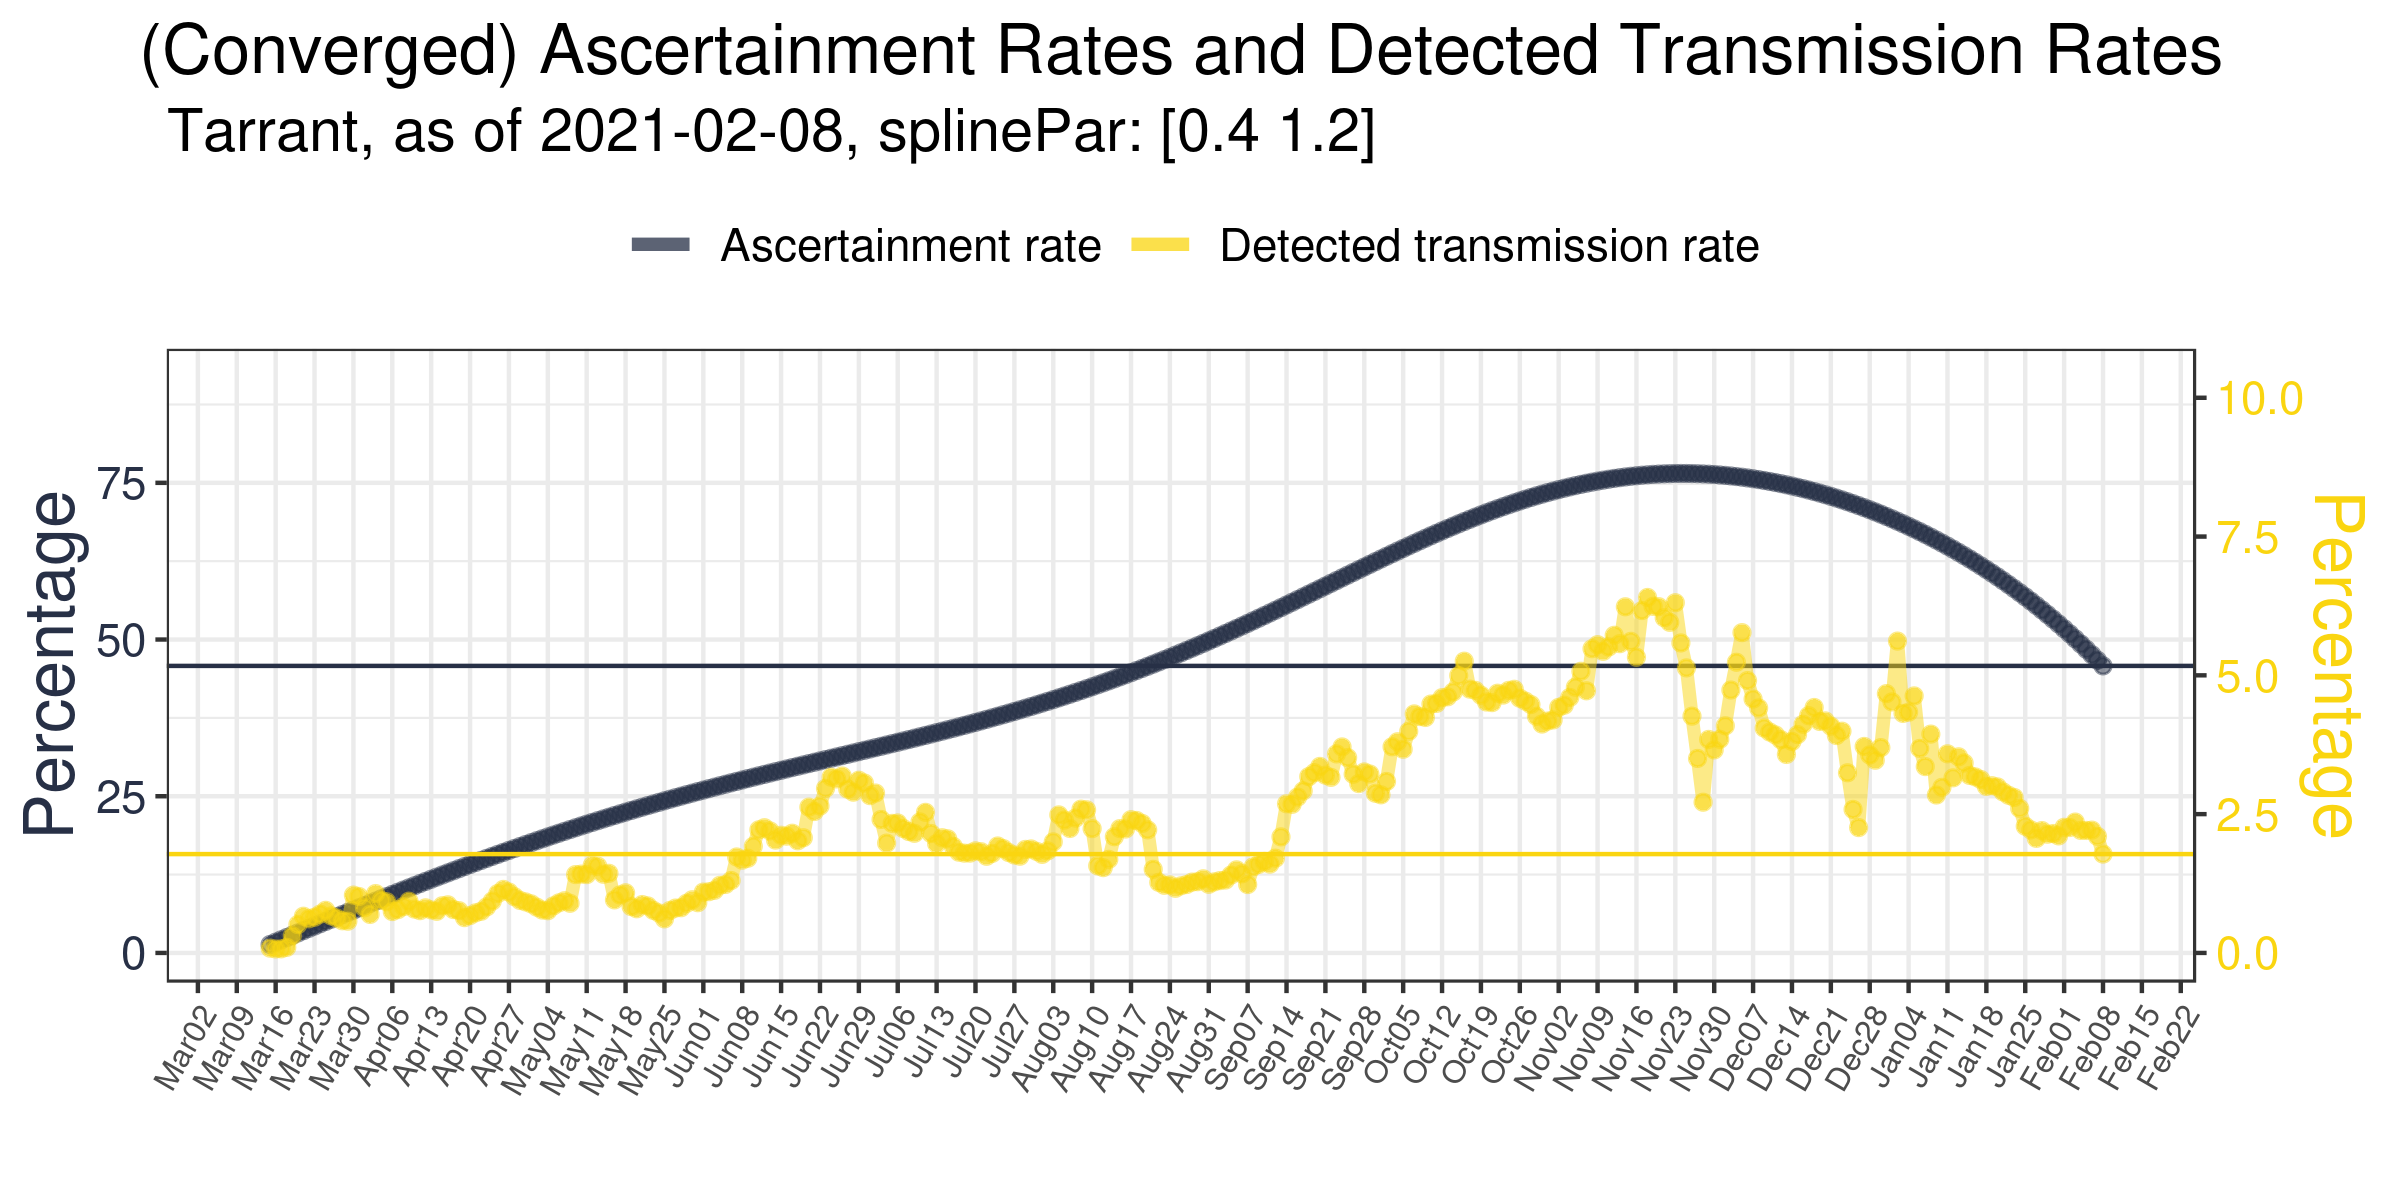 (Converged) Ascertainment Rates and Detected Transmission Rates
Tarrant, as of 2021-02-08, splinePar: [0.4 1.2]
Ascertainment rate
Detected transmission rate
Percentage
75
50
25
0
10.0
7.5
5.0
2.5
0.0
Percentage
Mar02
Mar09
Mar16
Mar23
Mar30
Apr06
Apr13
Apr20
Apr27
May04
May11
May18
May25
Jun01
Jun08
Jun15
Jun22
Jun29
Jul06
Jul13
Jul20
Jul27
Aug03
Aug10
Aug17
Aug24
Aug31
Sep07
Sep14
Sep21
Sep28
Oct05
Oct12
Oct19
Oct26
Nov02
Nov09
Nov16
Nov23
Nov30
Dec07
Dec14
Dec21
Dec28
Jan04
Jan11
Jan18
Jan25
Feb01
Feb08
Feb15
Feb22